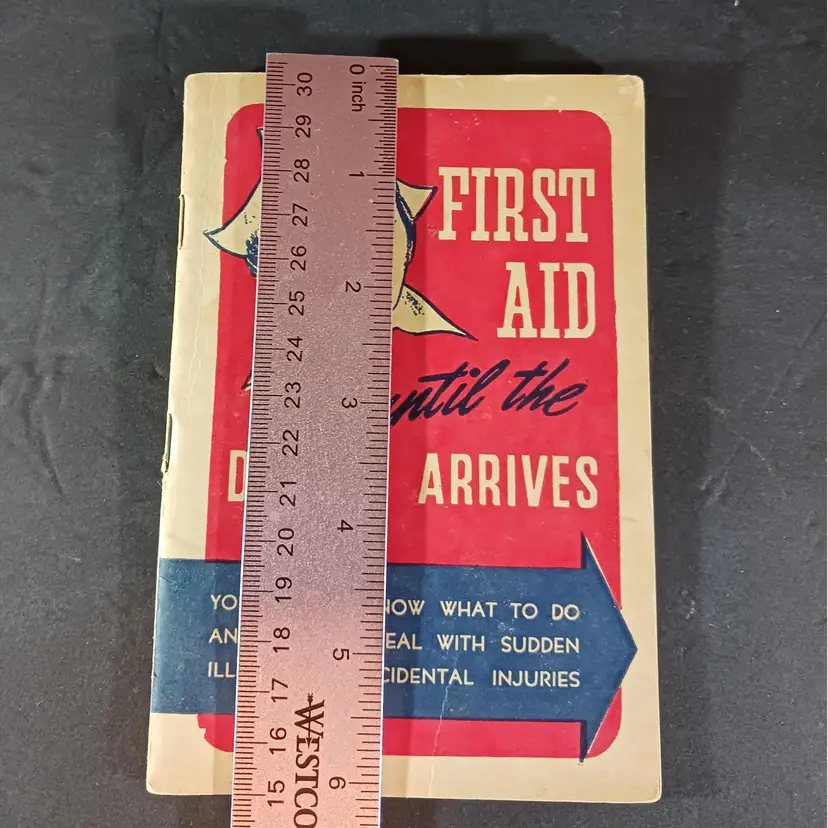 FIRST
AID
until the
D ARRIVES
YO NOW WHAT TO DO
AN EAL WITH SUDDEN
ILL CIDENTAL INJURIES
0 inch
1
2
3
4
5
6
30
29
28
27
26
25
24
23
22
21
20
19
18
17
16
15
WESTCO